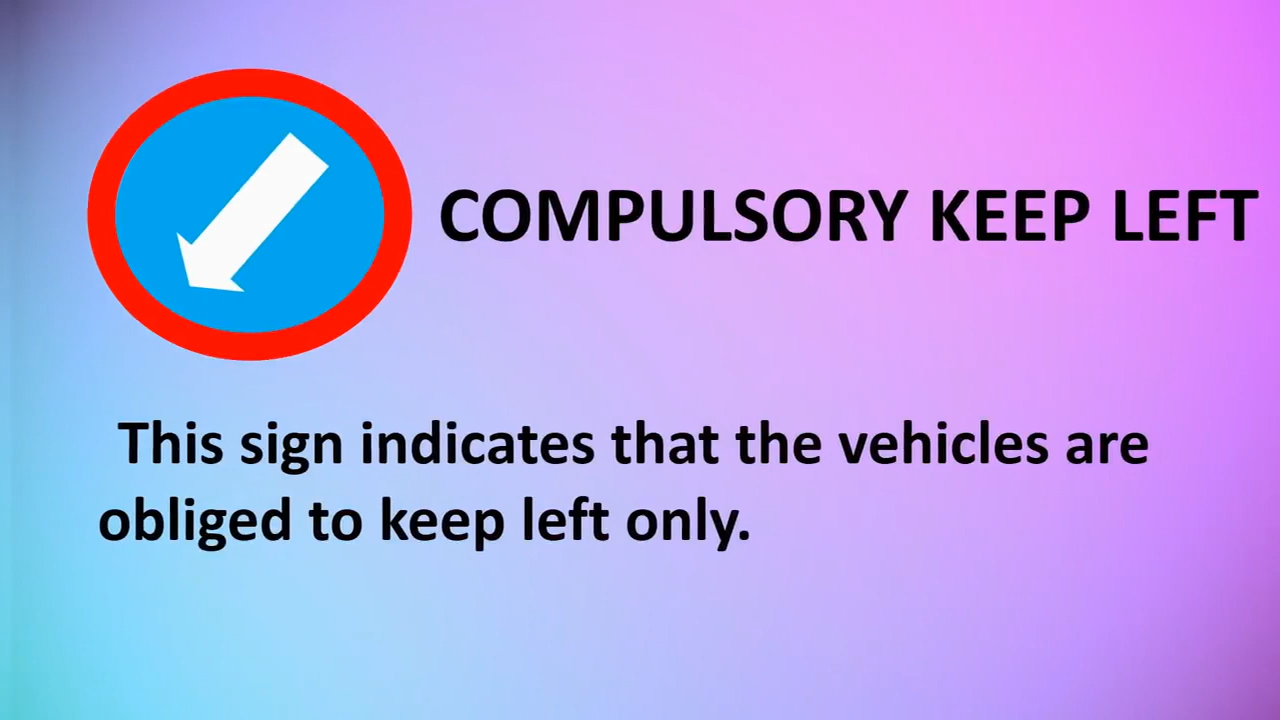 COMPULSORY KEEP LEFT
This sign indicates that the vehicles are
obliged to keep left only.